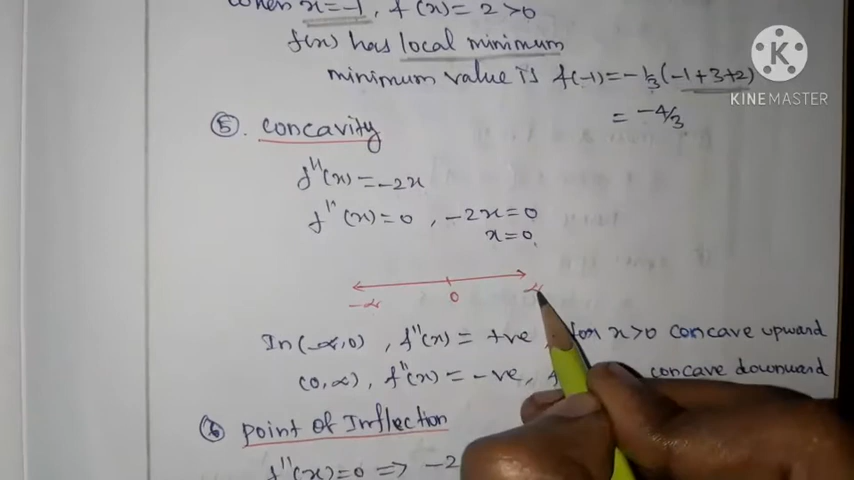 when x=-1, f''(x)=2>0
f(x) has local minimum
minimum value is f(-1)=-1/3(-1+3+2)
= -4/3
K
KINEMASTER
⑤. concavity
f''(x)=-2x
f''(x)=0, -2x=0
x=0
-∞ 0 ∞
In (-∞,0), f''(x)= +ve, for x>0 concave upward
(0,∞), f''(x)= -ve, concave downward
⑥ point of Inflection
f''(x)=0 => -2